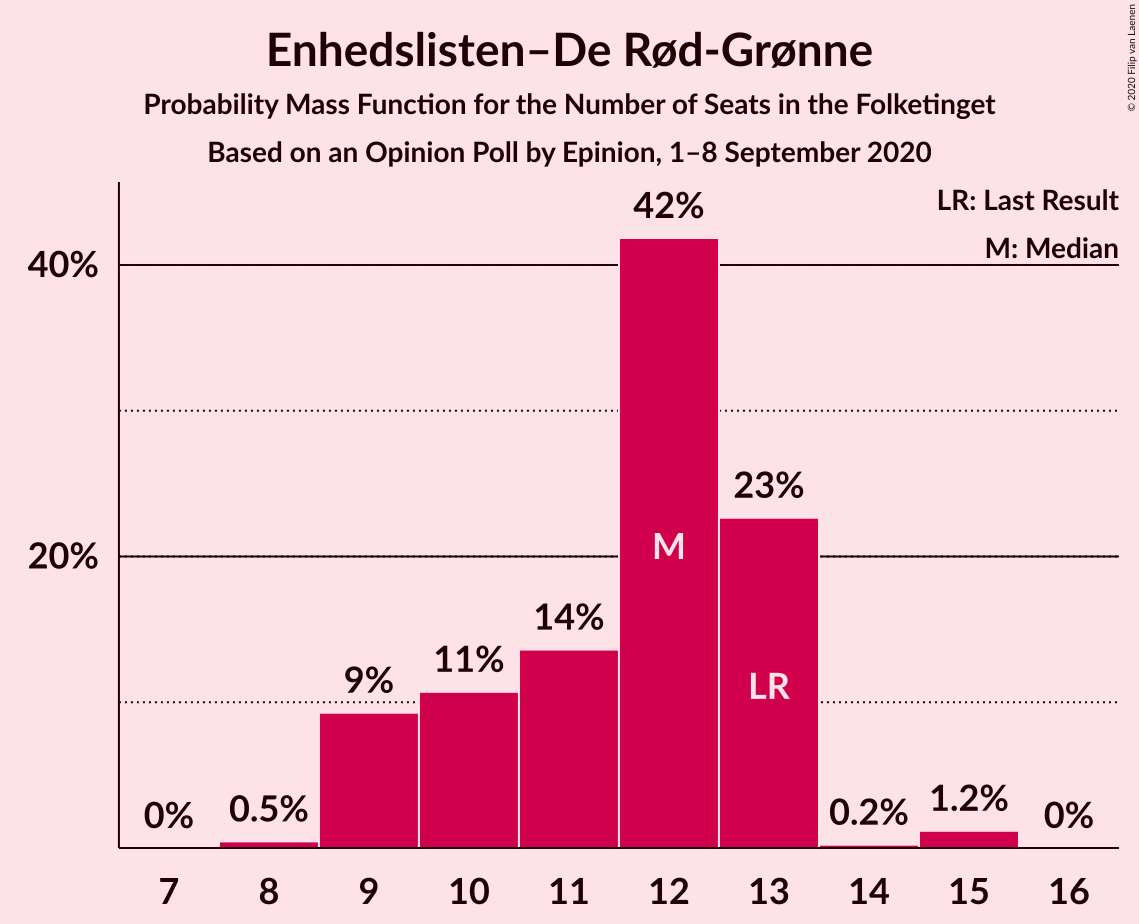 Enhedslisten–De Rød-Grønne
Probability Mass Function for the Number of Seats in the Folketinget
Based on an Opinion Poll by Epinion, 1–8 September 2020
© 2020 Filip van Laenen
LR: Last Result
M: Median
40%
20%
0%
0.5%
9%
11%
14%
42%
M
23%
LR
0.2%
1.2%
0%
7 8 9 10 11 12 13 14 15 16